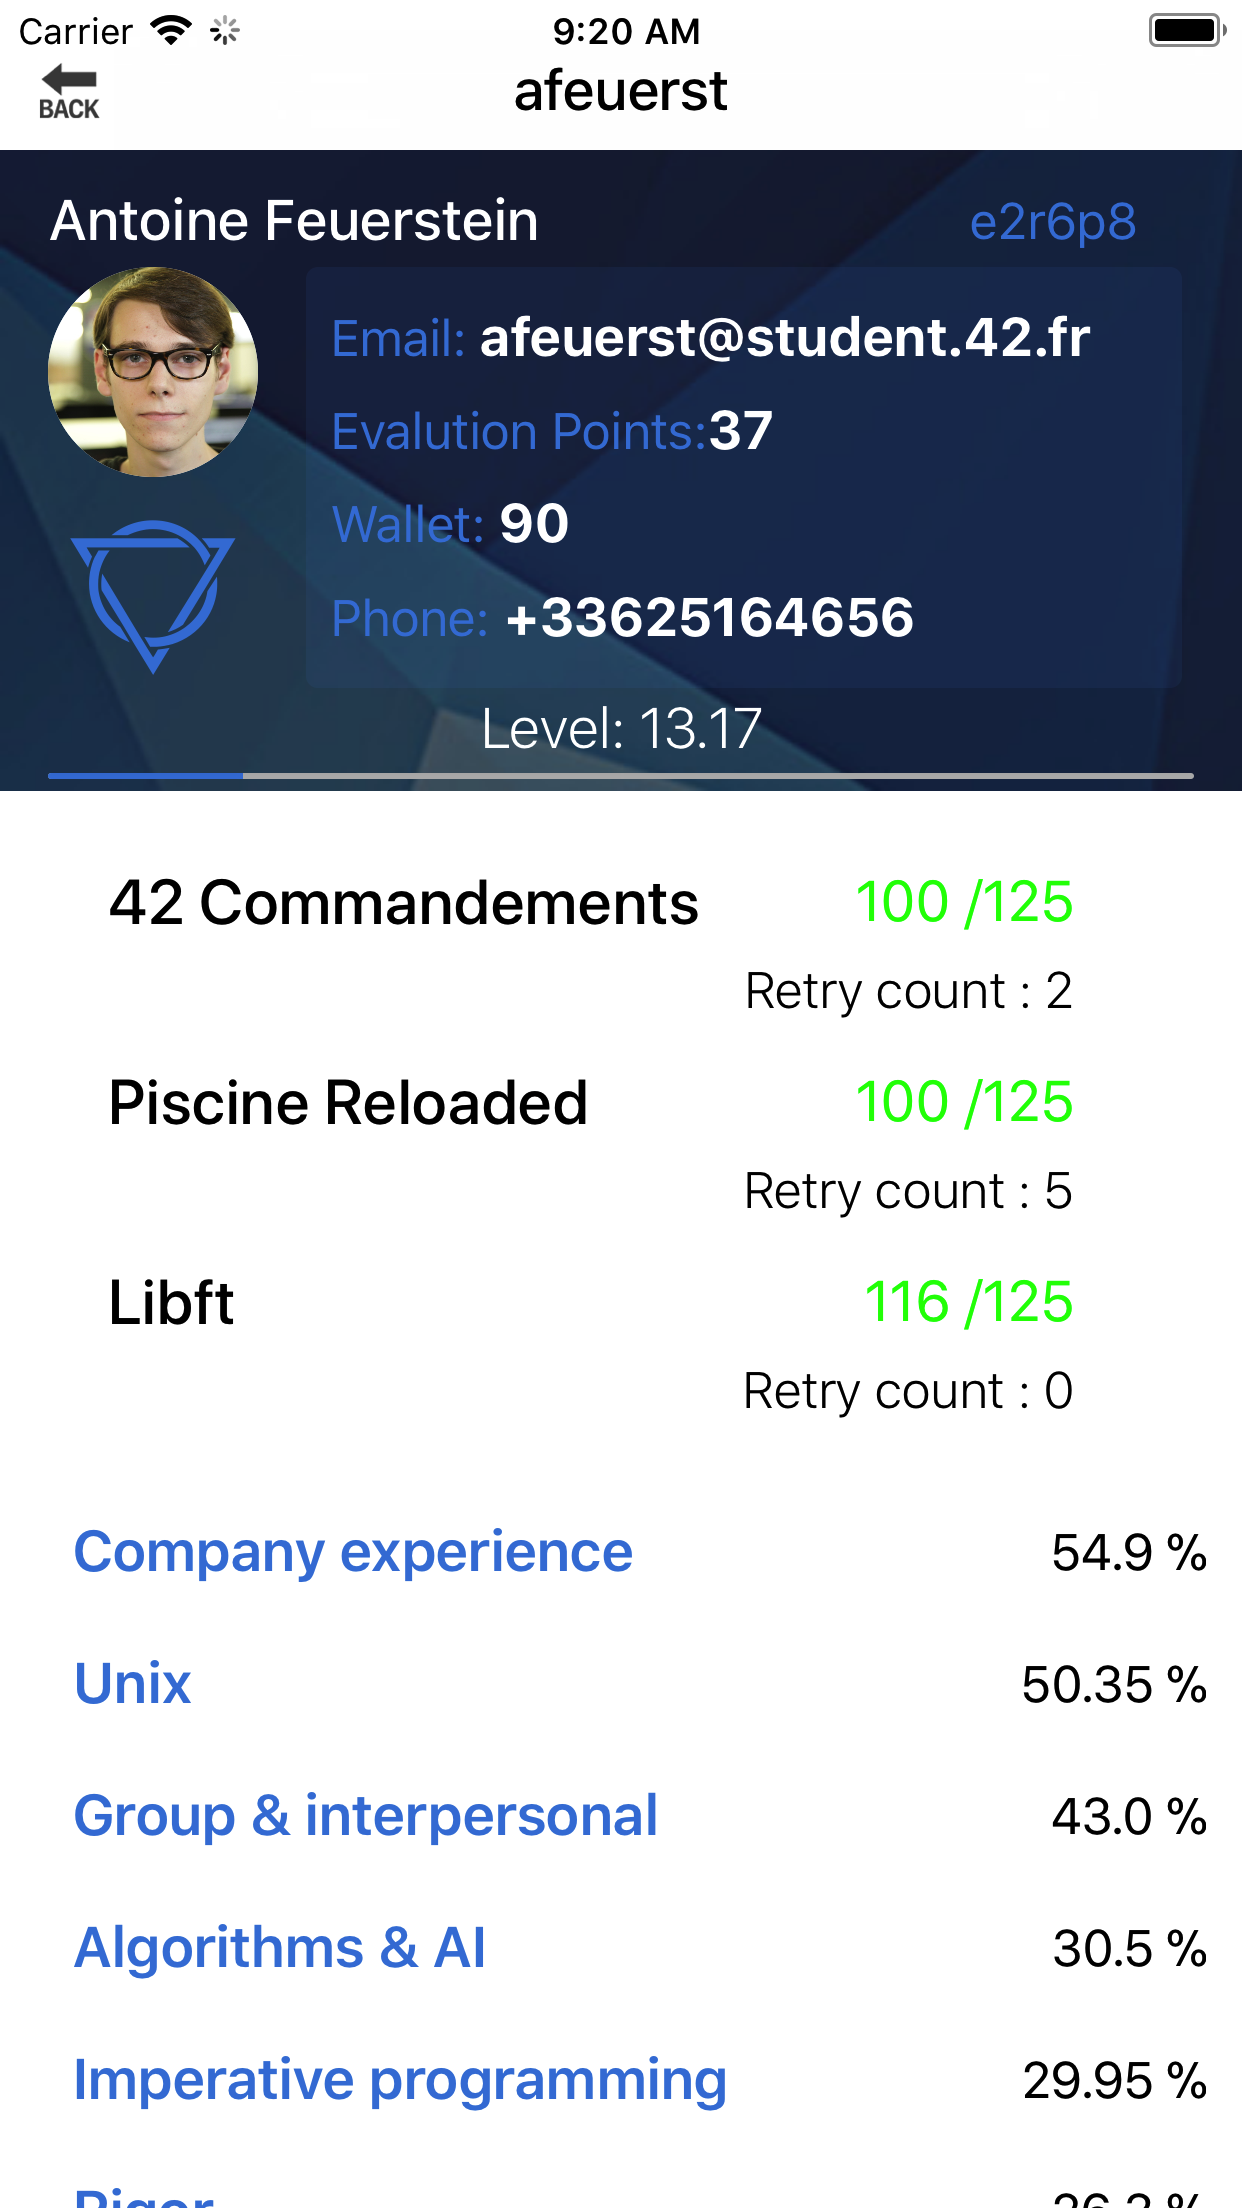 Carrier 9:20 AM
BACK afeuerst
Antoine Feuerstein e2r6p8
Email: afeuerst@student.42.fr
Evalution Points:37
Wallet: 90
Phone: +33625164656
Level: 13.17
42 Commandements 100 /125
Retry count : 2
Piscine Reloaded 100 /125
Retry count : 5
Libft 116 /125
Retry count : 0
Company experience 54.9 %
Unix 50.35 %
Group & interpersonal 43.0 %
Algorithms & AI 30.5 %
Imperative programming 29.95 %
Rigor